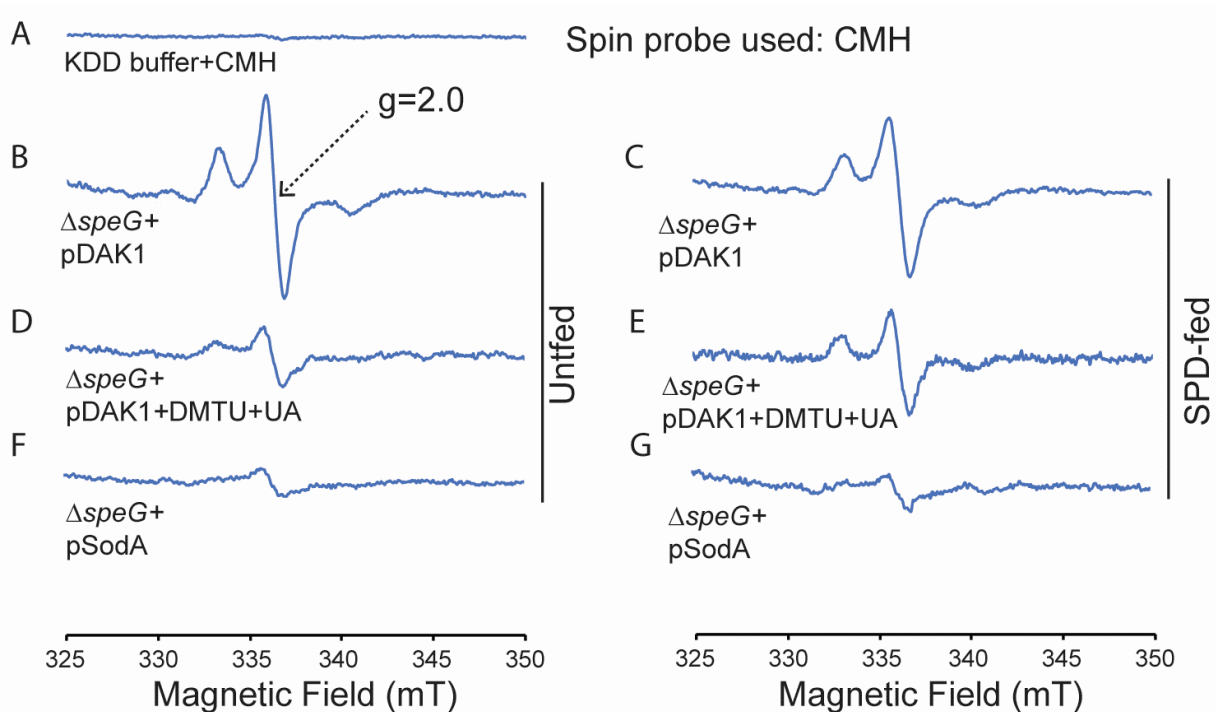 A
KDD buffer+CMH
Spin probe used: CMH
g=2.0
B
ΔspeG+
pDAK1
C
ΔspeG+
pDAK1
D
ΔspeG+
pDAK1+DMTU+UA
E
ΔspeG+
pDAK1+DMTU+UA
F
ΔspeG+
pSodA
G
ΔspeG+
pSodA
Untfed
SPD-fed
325 330 335 340 345 350
Magnetic Field (mT)
325 330 335 340 345 350
Magnetic Field (mT)